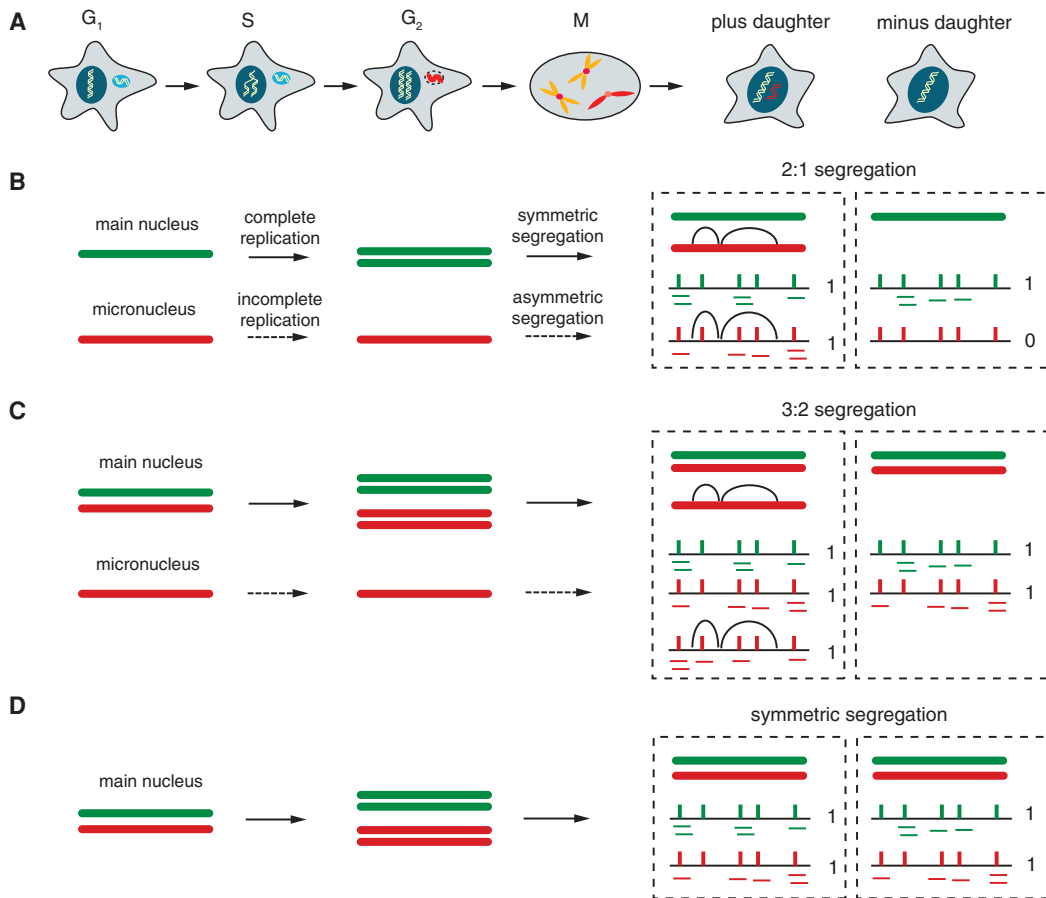 A
G₁
S
G₂
M
plus daughter
minus daughter
B
2:1 segregation
main nucleus
complete
replication
symmetric
segregation
1
1
micronucleus
incomplete
replication
asymmetric
segregation
1
0
C
3:2 segregation
main nucleus
1
1
micronucleus
1
1
1
D
symmetric segregation
main nucleus
1
1
1
1